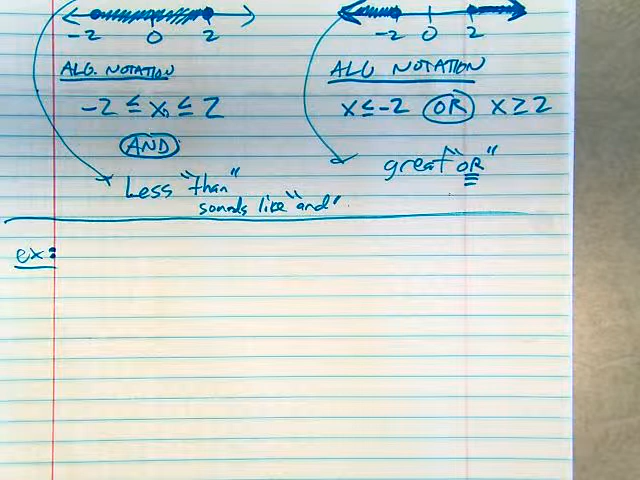 -2 0 2
ALG. NOTATION
-2 ≤ x ≤ 2
AND
Less "than"
sounds like "and".
-2 0 2
ALG NOTATION
x ≤ -2 OR x ≥ 2
great "OR"
ex: